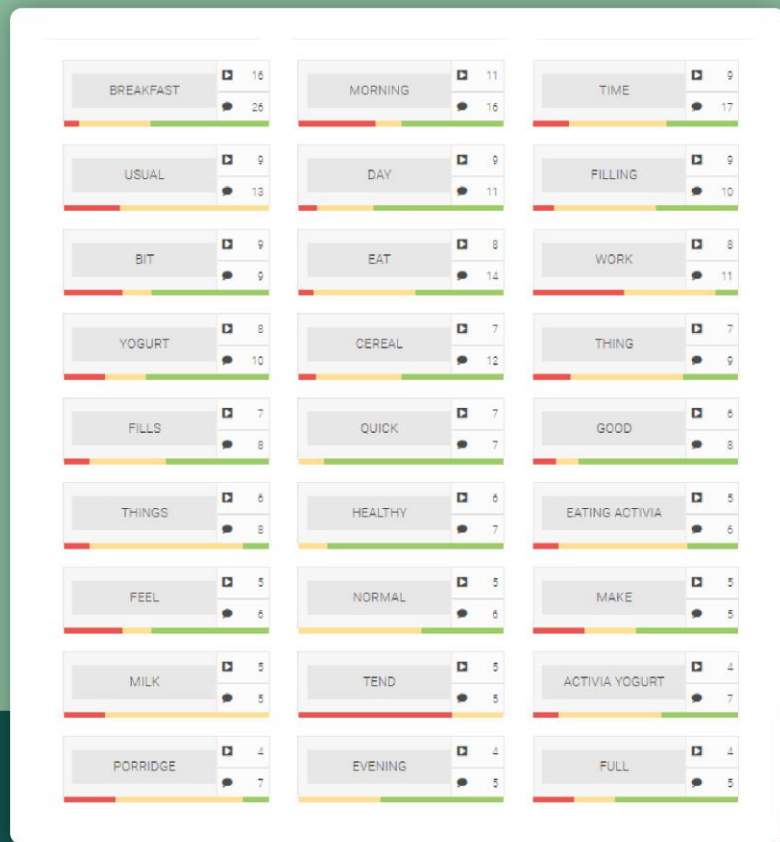 BREAKFAST 16 MORNING 11 TIME 9
26 16 17
USUAL 9 DAY 9 FILLING 9
13 11 10
BIT 9 EAT 8 WORK 8
9 14 11
YOGURT 8 CEREAL 7 THING 7
10 12 9
FILLS 7 QUICK 7 GOOD 6
8 7 8
THINGS 6 HEALTHY 6 EATING ACTIVIA 5
8 7 6
FEEL 5 NORMAL 5 MAKE 5
6 6 5
MILK 5 TEND 5 ACTIVIA YOGURT 4
5 5 7
PORRIDGE 4 EVENING 4 FULL 4
7 5 5